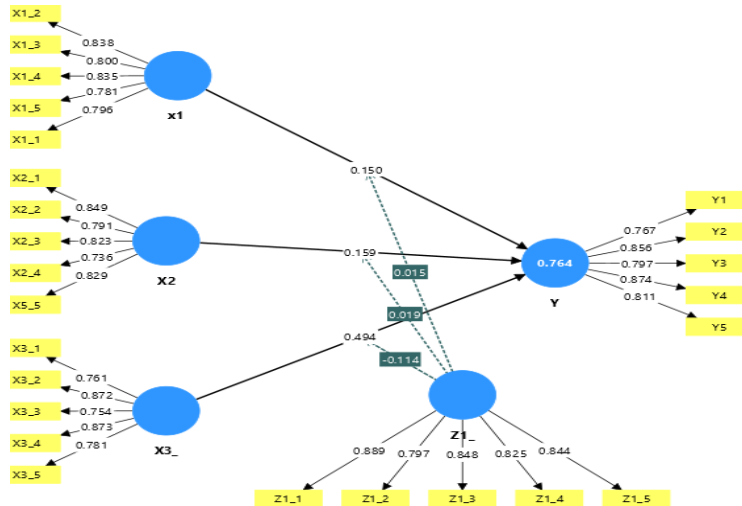 X1_2
X1_3
X1_4
X1_5
X1_1
0.838
0.800
0.835
0.781
0.796
x1
X2_1
X2_2
X2_3
X2_4
X5_5
0.849
0.791
0.823
0.736
0.829
X2
X3_1
X3_2
X3_3
X3_4
X3_5
0.761
0.872
0.754
0.873
0.781
X3_
0.150
0.159
0.494
0.015
0.019
-0.114
0.764
Y
0.767
0.856
0.797
0.874
0.811
Y1
Y2
Y3
Y4
Y5
Z1_
0.889
0.797
0.848
0.825
0.844
Z1_1
Z1_2
Z1_3
Z1_4
Z1_5